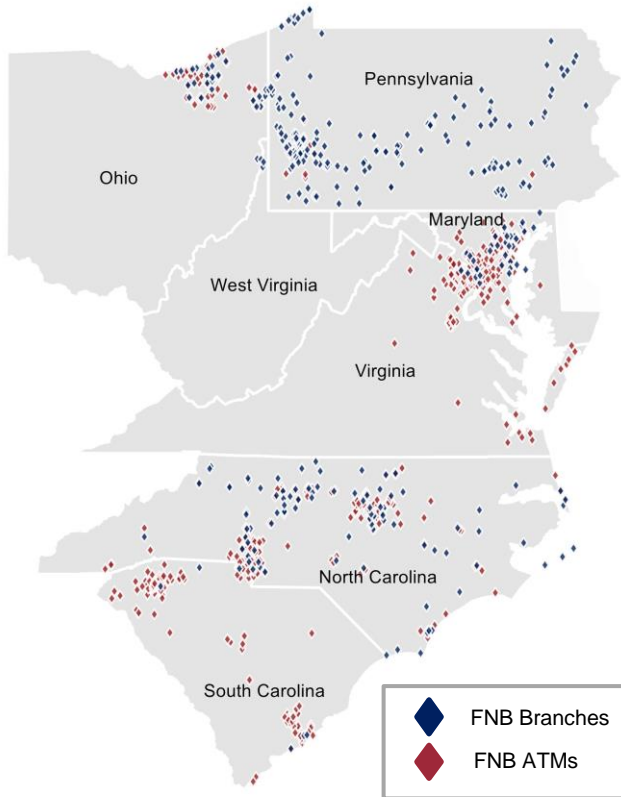 Pennsylvania
Ohio
Maryland
West Virginia
Virginia
North Carolina
South Carolina
FNB Branches
FNB ATMs